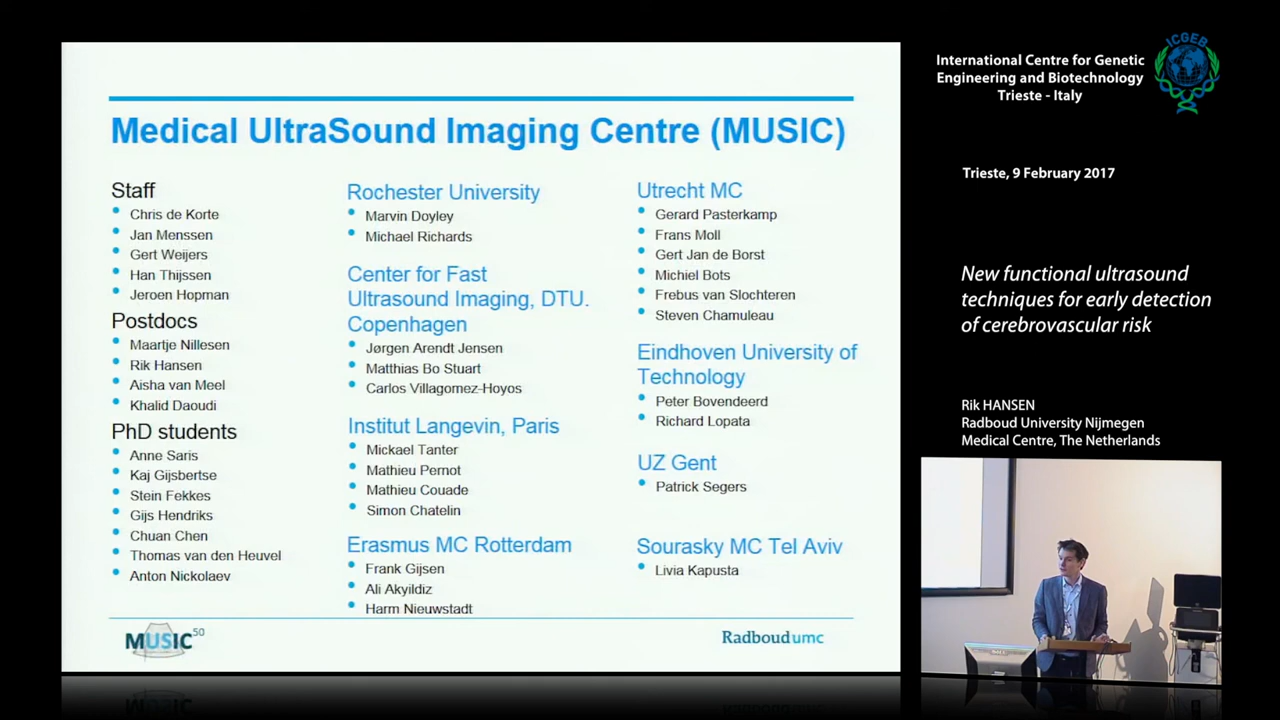 Medical UltraSound Imaging Centre (MUSIC)
Staff
Chris de Korte
Jan Menssen
Gert Weijers
Han Thijssen
Jeroen Hopman
Postdocs
Maartje Nillesen
Rik Hansen
Aisha van Meel
Khalid Daoudi
PhD students
Anne Saris
Kaj Gijsbertse
Stein Fekkes
Gijs Hendriks
Chuan Chen
Thomas van den Heuvel
Anton Nickolaev
Rochester University
Marvin Doyley
Michael Richards
Center for Fast
Ultrasound Imaging, DTU.
Copenhagen
Jørgen Arendt Jensen
Matthias Bo Stuart
Carlos Villagomez-Hoyos
Institut Langevin, Paris
Mickael Tanter
Mathieu Pernot
Mathieu Couade
Simon Chatelin
Erasmus MC Rotterdam
Frank Gijsen
Ali Akyildiz
Harm Nieuwstadt
Utrecht MC
Gerard Pasterkamp
Frans Moll
Gert Jan de Borst
Michiel Bots
Frebus van Slochteren
Steven Chamuleau
Eindhoven University of
Technology
Peter Bovendeerd
Richard Lopata
UZ Gent
Patrick Segers
Sourasky MC Tel Aviv
Livia Kapusta
MUSIC 50
Radboudumc
International Centre for Genetic
Engineering and Biotechnology
Trieste - Italy
ICGEB
Trieste, 9 February 2017
New functional ultrasound
techniques for early detection
of cerebrovascular risk
Rik HANSEN
Radboud University Nijmegen
Medical Centre, The Netherlands